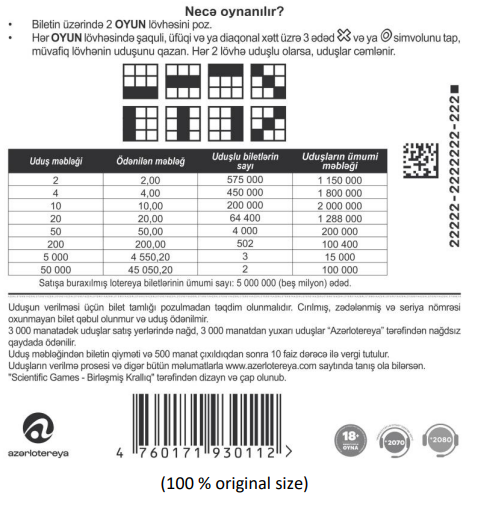 Necə oynanılır?
• Biletin üzərində 2 OYUN lövhəsini poz.
• Hər OYUN lövhəsində şaquli, üfüqi və ya diaqonal xətt üzrə 3 ədəd və ya simvolunu tap,
müvafiq lövhənin uduşunu qazan. Hər 2 lövhə uduşlu olarsa, uduşlar cəmlənir.
Uduş məbləği Ödənilən məbləğ Uduşlu biletlərin sayı Uduşların ümumi məbləği
2 2,00 575 000 1 150 000
4 4,00 450 000 1 800 000
10 10,00 200 000 2 000 000
20 20,00 64 400 1 288 000
50 50,00 4 000 200 000
200 200,00 502 100 400
5 000 4 550,20 3 15 000
50 000 45 050,20 2 100 000
Satışa buraxılmış lotereya biletlərinin ümumi sayı: 5 000 000 (beş milyon) ədəd.
22222-2222222-222
Uduşun verilməsi üçün bilet tamlığı pozulmadan təqdim olunmalıdır. Cırılmış, zədələnmiş və seriya nömrəsi
oxunmayan bilet qəbul olunmur və uduş ödənilmir.
3 000 manatadək uduşlar satış yerlərində nağd, 3 000 manatdan yuxarı uduşlar "Azərlotereya" tərəfindən nağdsız
qaydada ödənilir.
Uduş məbləğindən biletin qiyməti və 500 manat çıxıldıqdan sonra 10 faiz dərəcə ilə vergi tutulur.
Uduşların verilmə prosesi və digər bütün məlumatlarla www.azerlotereya.com saytında tanış ola bilərsən.
"Scientific Games - Birləşmiş Krallıq" tərəfindən dizayn və çap olunub.
azərlotereya
4 760171 930112 >
18+
OYNA
*2070
*2080
(100 % original size)